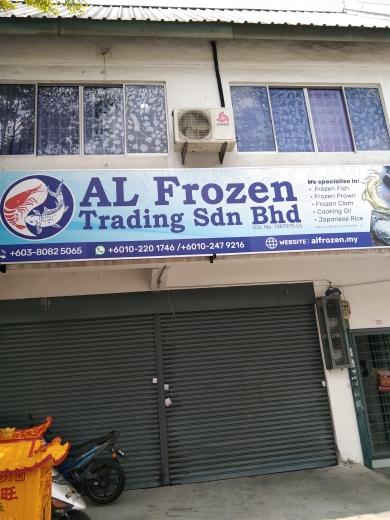 AL Frozen
Trading Sdn Bhd
We specialise in:
• Frozen Fish
• Frozen Prawn
• Frozen Clam
• Cooking Oil
• Japanese Rice
+603-8082 5065
+6010-220 1746 /+6010-247 9216
WEBSITE : alfrozen.my
旺